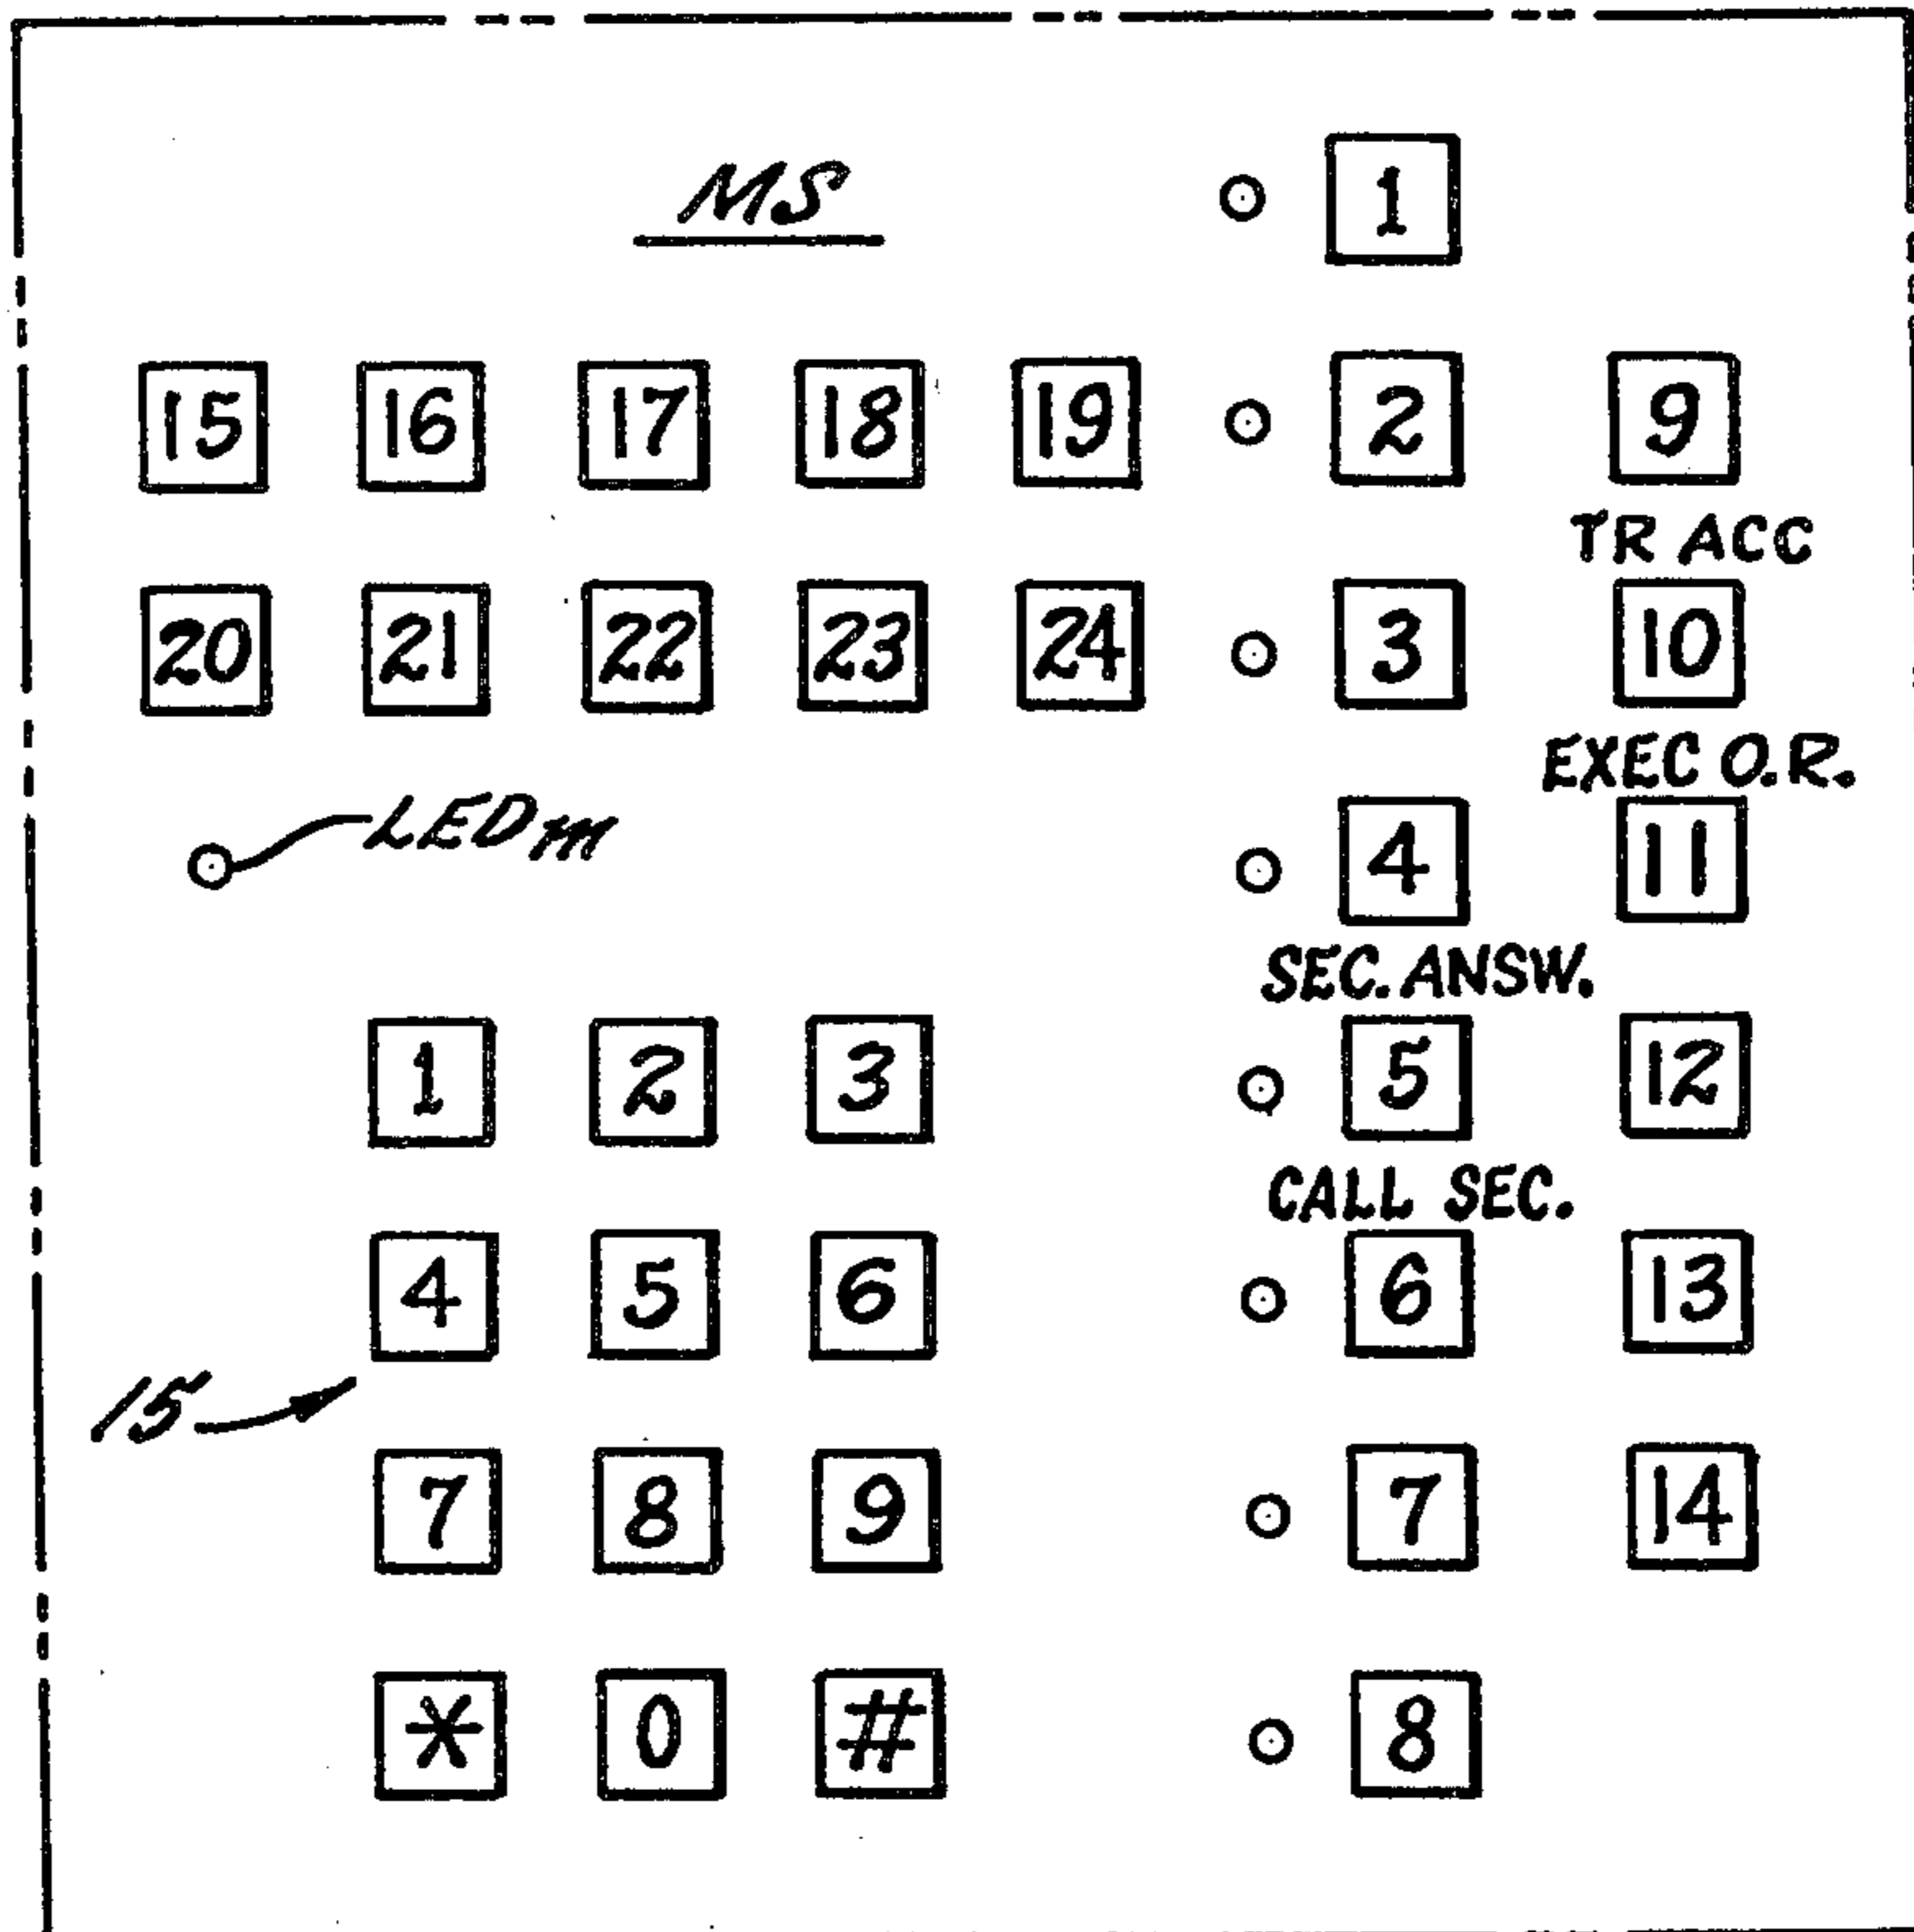 MS 1
15 16 17 18 19 2 9
TR ACC
20 21 22 23 24 3 10
EXEC O.R.
LEDm 4 11
SEC. ANSW.
1 2 3 5 12
CALL SEC.
4 5 6 6 13
15
7 8 9 7 14
* 0 # 8